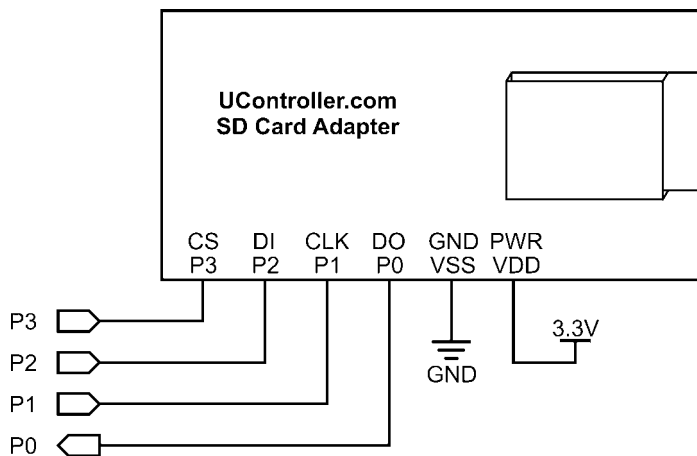 UController.com
SD Card Adapter
CS DI CLK DO GND PWR
P3 P2 P1 P0 VSS VDD
P3
3.3V
P2
GND
P1
P0